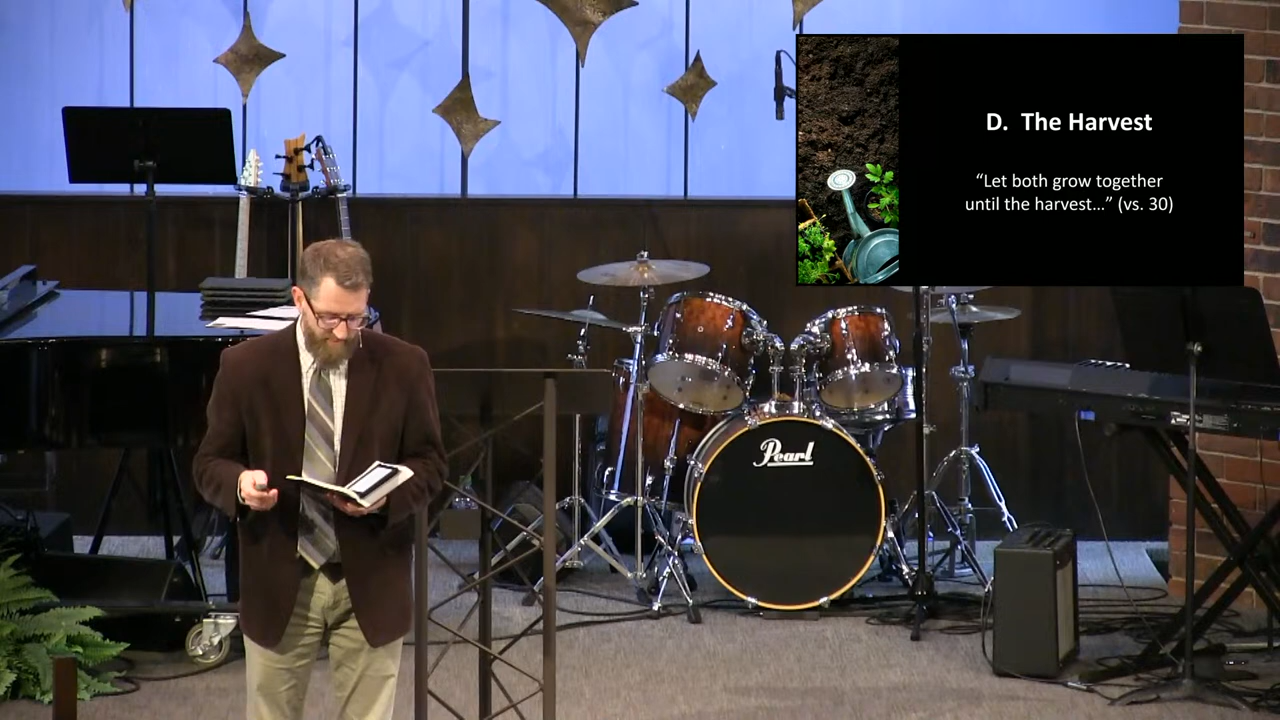 D. The Harvest
“Let both grow together
until the harvest…” (vs. 30)
Pearl